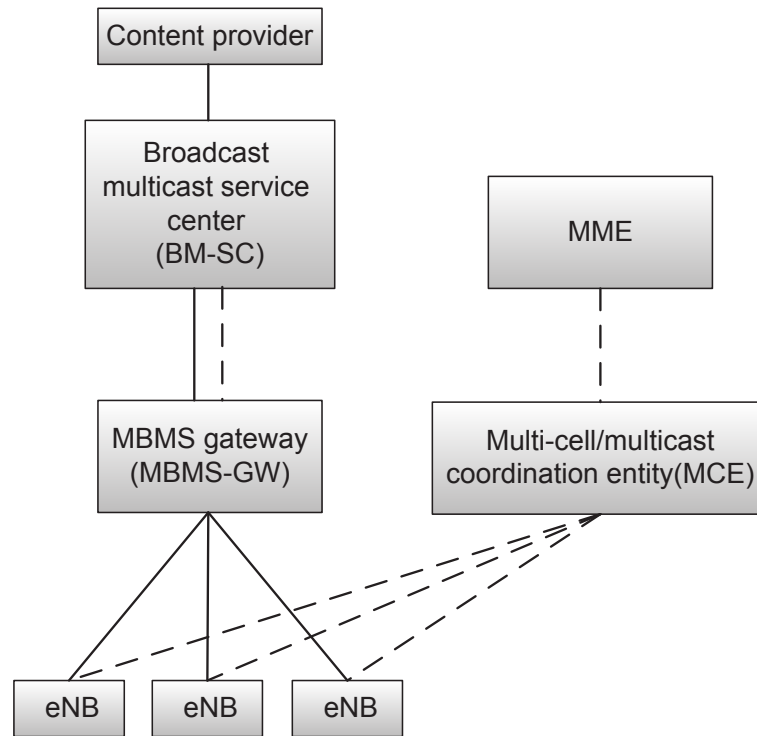 Content provider
Broadcast
multicast service
center
(BM-SC)
MME
MBMS gateway
(MBMS-GW)
Multi-cell/multicast
coordination entity(MCE)
eNB
eNB
eNB